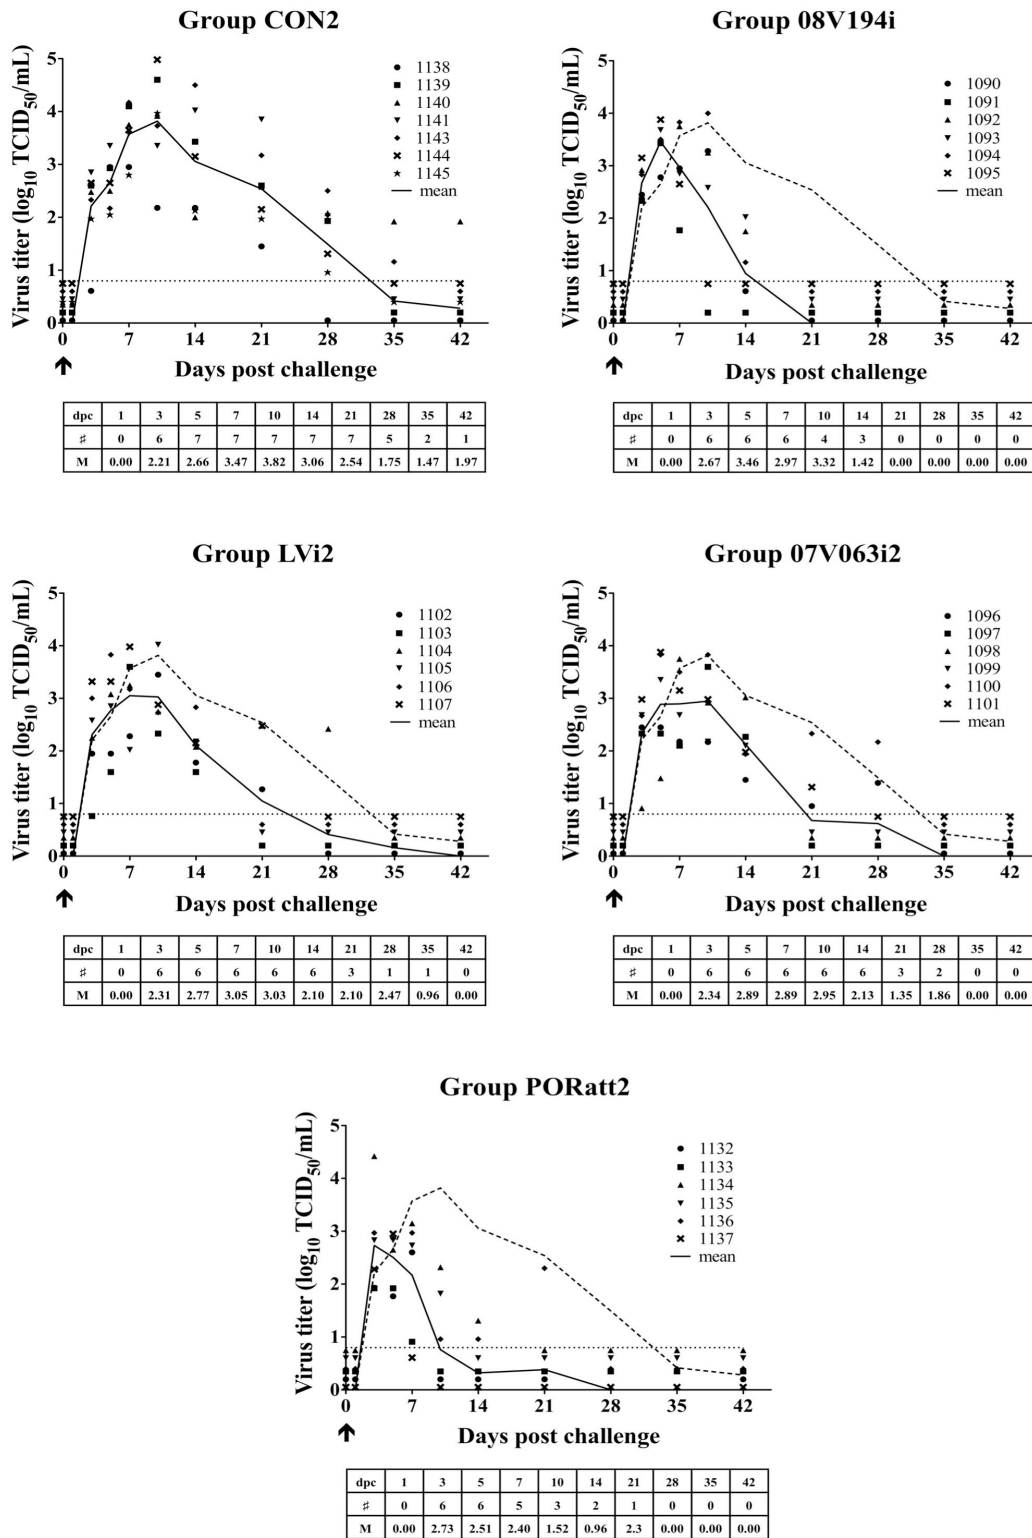 Group CON2
Virus titer (log10 TCID50/mL)
5
4
3
2
1
0
1138
1139
1140
1141
1143
1144
1145
mean
0 7 14 21 28 35 42
Days post challenge
dpc 1 3 5 7 10 14 21 28 35 42
♯ 0 6 7 7 7 7 7 5 2 1
M 0.00 2.21 2.66 3.47 3.82 3.06 2.54 1.75 1.47 1.97
Group 08V194i
Virus titer (log10 TCID50/mL)
5
4
3
2
1
0
1090
1091
1092
1093
1094
1095
mean
0 7 14 21 28 35 42
Days post challenge
dpc 1 3 5 7 10 14 21 28 35 42
♯ 0 6 6 6 4 3 0 0 0 0
M 0.00 2.67 3.46 2.97 3.32 1.42 0.00 0.00 0.00 0.00
Group LVi2
Virus titer (log10 TCID50/mL)
5
4
3
2
1
0
1102
1103
1104
1105
1106
1107
mean
0 7 14 21 28 35 42
Days post challenge
dpc 1 3 5 7 10 14 21 28 35 42
♯ 0 6 6 6 6 6 3 1 1 0
M 0.00 2.31 2.77 3.05 3.03 2.10 2.10 2.47 0.96 0.00
Group 07V063i2
Virus titer (log10 TCID50/mL)
5
4
3
2
1
0
1096
1097
1098
1099
1100
1101
mean
0 7 14 21 28 35 42
Days post challenge
dpc 1 3 5 7 10 14 21 28 35 42
♯ 0 6 6 6 6 6 3 2 0 0
M 0.00 2.34 2.89 2.89 2.95 2.13 1.35 1.86 0.00 0.00
Group PORatt2
Virus titer (log10 TCID50/mL)
5
4
3
2
1
0
1132
1133
1134
1135
1136
1137
mean
0 7 14 21 28 35 42
Days post challenge
dpc 1 3 5 7 10 14 21 28 35 42
♯ 0 6 6 5 3 2 1 0 0 0
M 0.00 2.73 2.51 2.40 1.52 0.96 2.3 0.00 0.00 0.00